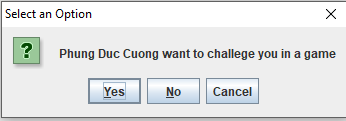 Select an Option
Phung Duc Cuong want to challege you in a game
Yes No Cancel